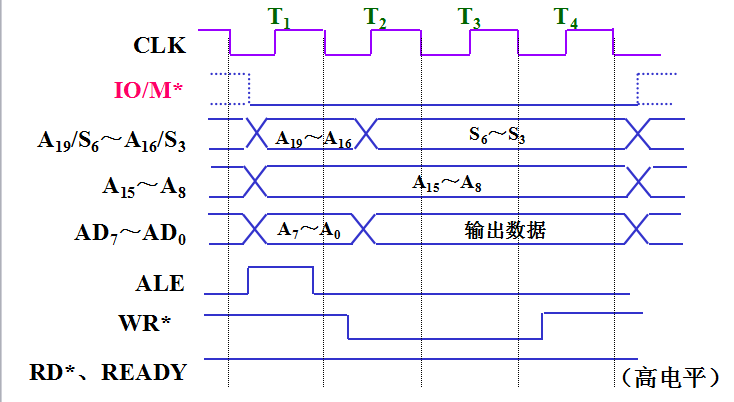 T₁ T₂ T₃ T₄
CLK
IO/M*
A₁₉/S₆～A₁₆/S₃ A₁₉～A₁₆ S₆～S₃
A₁₅～A₈ A₁₅～A₈
AD₇～AD₀ A₇～A₀ 输出数据
ALE
WR*
RD*、READY （高电平）